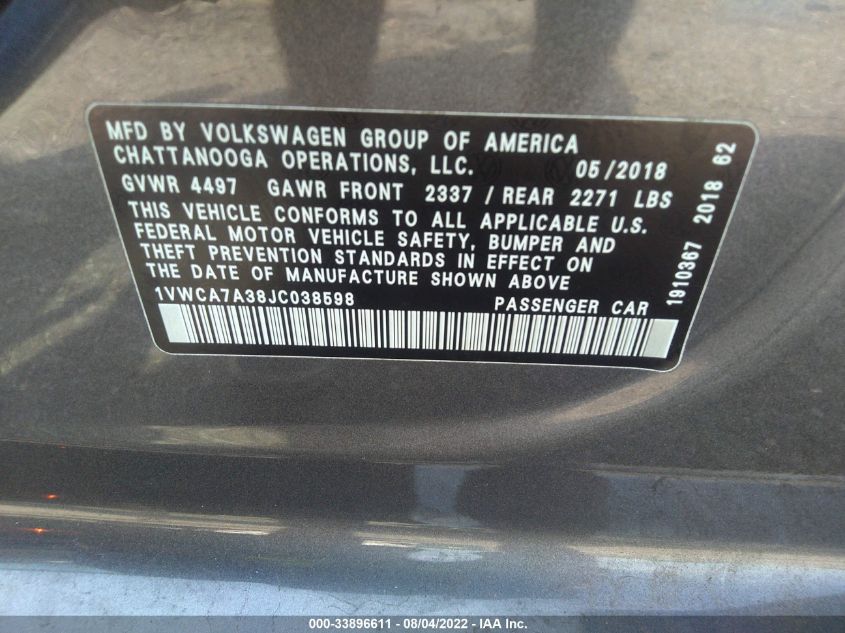 MFD BY VOLKSWAGEN GROUP OF AMERICA
CHATTANOOGA OPERATIONS, LLC. 05/2018
GVWR 4497 GAWR FRONT 2337 / REAR 2271 LBS
THIS VEHICLE CONFORMS TO ALL APPLICABLE U.S.
FEDERAL MOTOR VEHICLE SAFETY, BUMPER AND
THEFT PREVENTION STANDARDS IN EFFECT ON
THE DATE OF MANUFACTURE SHOWN ABOVE
1VWCA7A38JC038598 PASSENGER CAR
1910367 2018 62
000-33896611 - 08/04/2022 - IAA Inc.